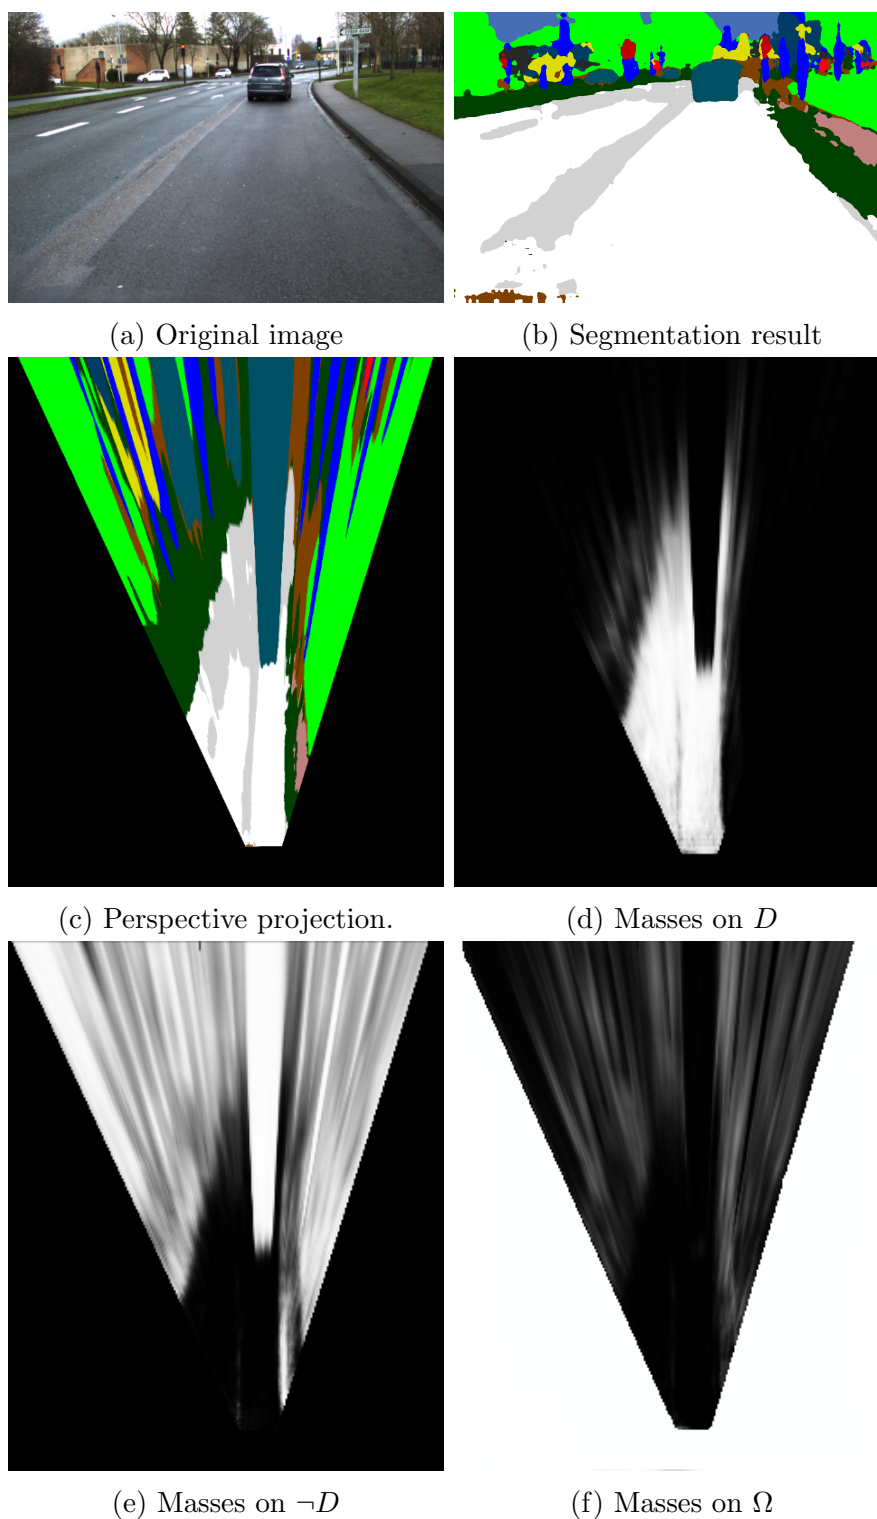 (a) Original image
(b) Segmentation result
(c) Perspective projection.
(d) Masses on D
(e) Masses on ¬D
(f) Masses on Ω